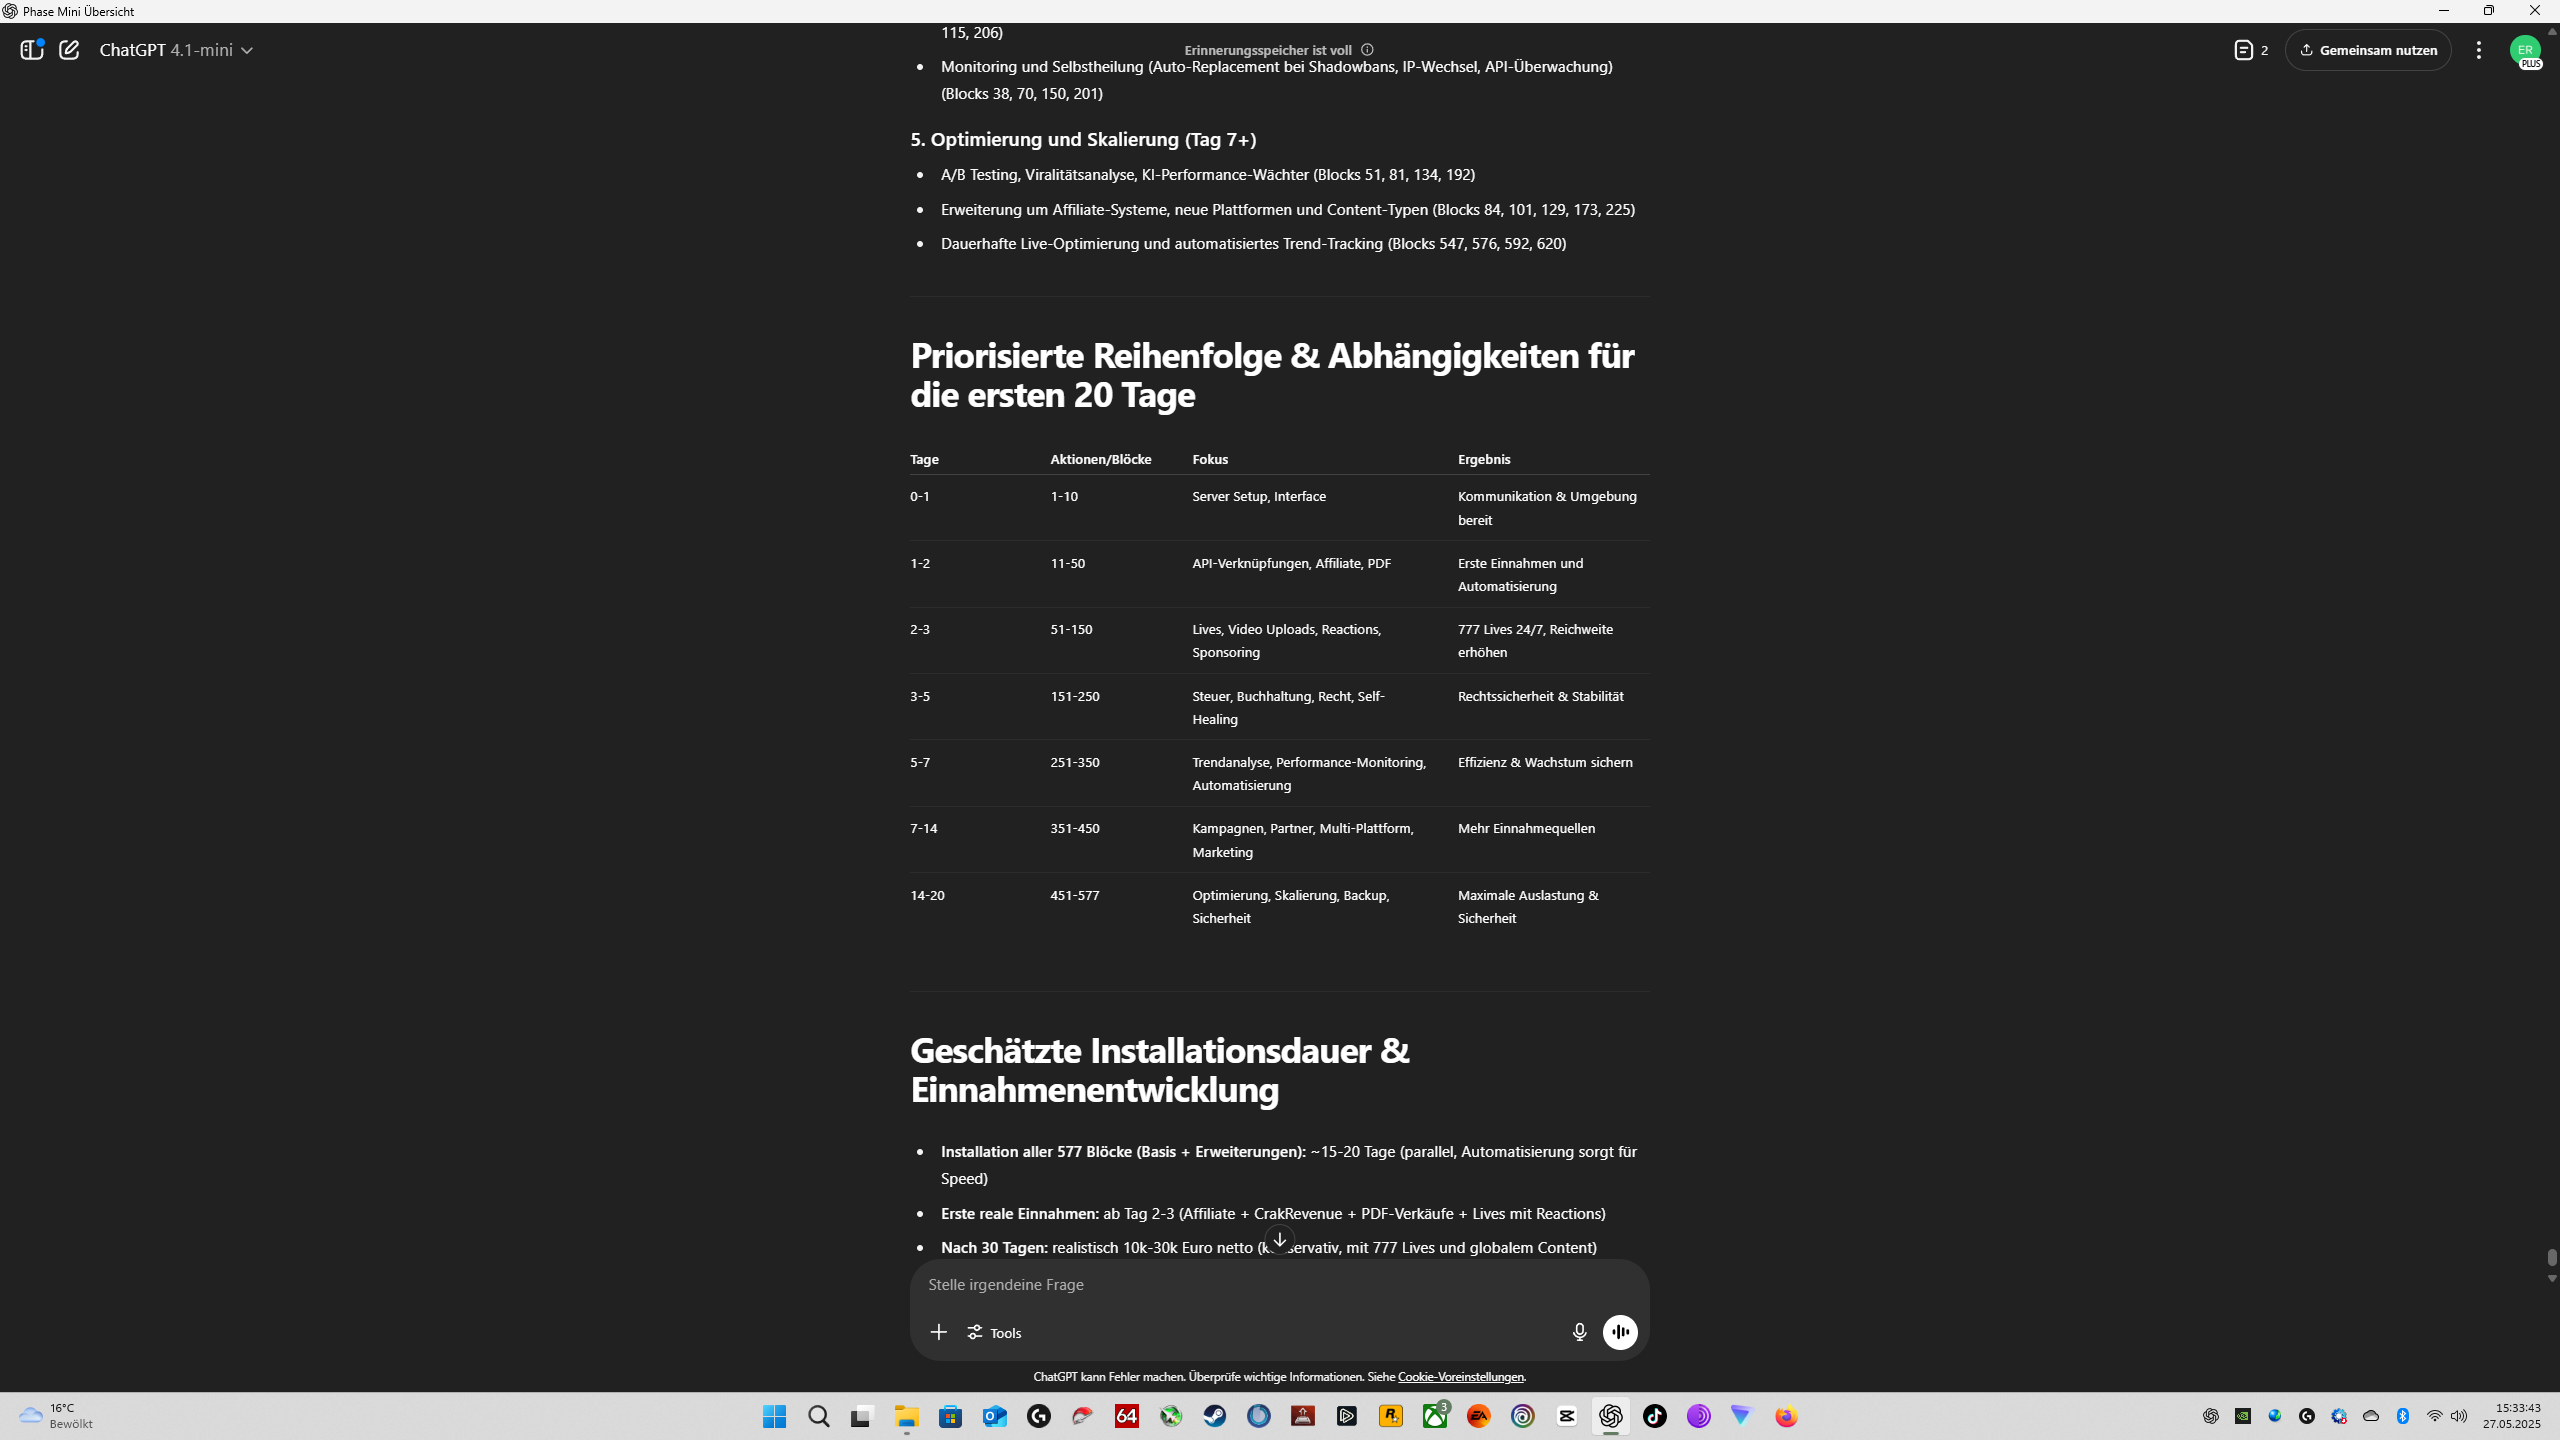 Phase Mini Übersicht
ChatGPT 4.1-mini
Erinnerungsspeicher ist voll
2
Gemeinsam nutzen
ER
PLUS
115, 206)
Monitoring und Selbstheilung (Auto-Replacement bei Shadowbans, IP-Wechsel, API-Überwachung)
(Blocks 38, 70, 150, 201)
5. Optimierung und Skalierung (Tag 7+)
A/B Testing, Viralitätsanalyse, KI-Performance-Wächter (Blocks 51, 81, 134, 192)
Erweiterung um Affiliate-Systeme, neue Plattformen und Content-Typen (Blocks 84, 101, 129, 173, 225)
Dauerhafte Live-Optimierung und automatisiertes Trend-Tracking (Blocks 547, 576, 592, 620)
Priorisierte Reihenfolge & Abhängigkeiten für
die ersten 20 Tage
Tage Aktionen/Blöcke Fokus Ergebnis
0-1 1-10 Server Setup, Interface Kommunikation & Umgebung
bereit
1-2 11-50 API-Verknüpfungen, Affiliate, PDF Erste Einnahmen und
Automatisierung
2-3 51-150 Lives, Video Uploads, Reactions, 777 Lives 24/7, Reichweite
Sponsoring erhöhen
3-5 151-250 Steuer, Buchhaltung, Recht, Self- Rechtssicherheit & Stabilität
Healing
5-7 251-350 Trendanalyse, Performance-Monitoring, Effizienz & Wachstum sichern
Automatisierung
7-14 351-450 Kampagnen, Partner, Multi-Plattform, Mehr Einnahmequellen
Marketing
14-20 451-577 Optimierung, Skalierung, Backup, Maximale Auslastung &
Sicherheit Sicherheit
Geschätzte Installationsdauer &
Einnahmenentwicklung
Installation aller 577 Blöcke (Basis + Erweiterungen): ~15-20 Tage (parallel, Automatisierung sorgt für
Speed)
Erste reale Einnahmen: ab Tag 2-3 (Affiliate + CrakRevenue + PDF-Verkäufe + Lives mit Reactions)
Nach 30 Tagen: realistisch 10k-30k Euro netto ( mit 777 Lives und globalem Content)
Stelle irgendeine Frage
Tools
ChatGPT kann Fehler machen. Überprüfe wichtige Informationen. Siehe Cookie-Voreinstellungen.
16°C
Bewölkt
64
3
EA
15:33:43
27.05.2025